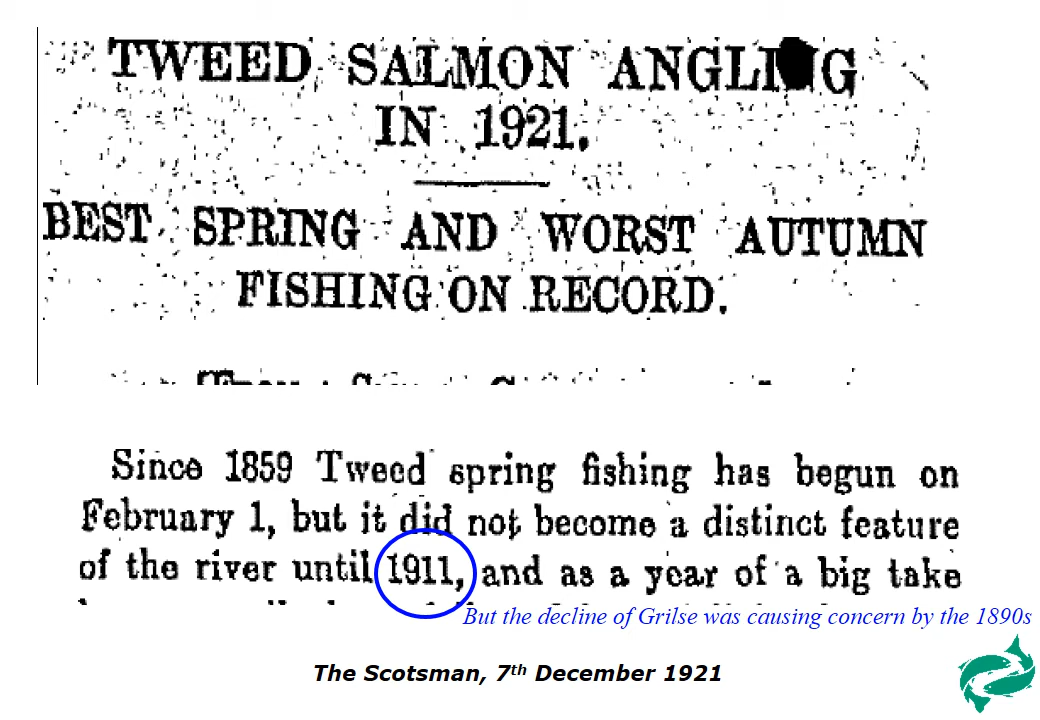 TWEED SALMON ANGLING
IN 1921.
BEST SPRING AND WORST AUTUMN
FISHING ON RECORD.
Since 1859 Tweed spring fishing has begun on
February 1, but it did not become a distinct feature
of the river until 1911, and as a year of a big take
But the decline of Grilse was causing concern by the 1890s
The Scotsman, 7th December 1921